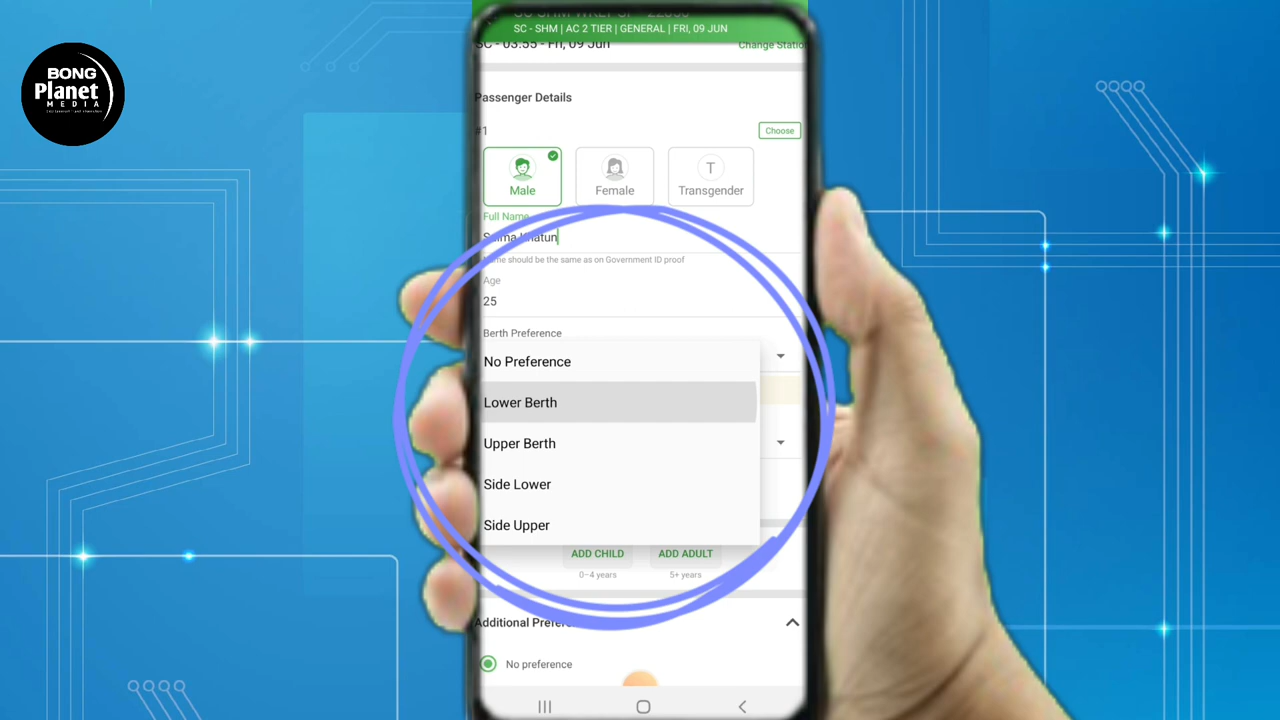 BONG
Planet
MEDIA
SC - SHM | AC 2 TIER | GENERAL | FRI, 09 JUN
SC - 03:55 - Fri, 09 Jun
Change Statio
Passenger Details
#1
Choose
Male
Female
T
Transgender
Full Name
Khatun
should be the same as on Government ID proof
Age
25
Berth Preference
No Preference
Lower Berth
Upper Berth
Side Lower
Side Upper
ADD CHILD
ADD ADULT
0-4 years
5+ years
Additional Prefere
No preference